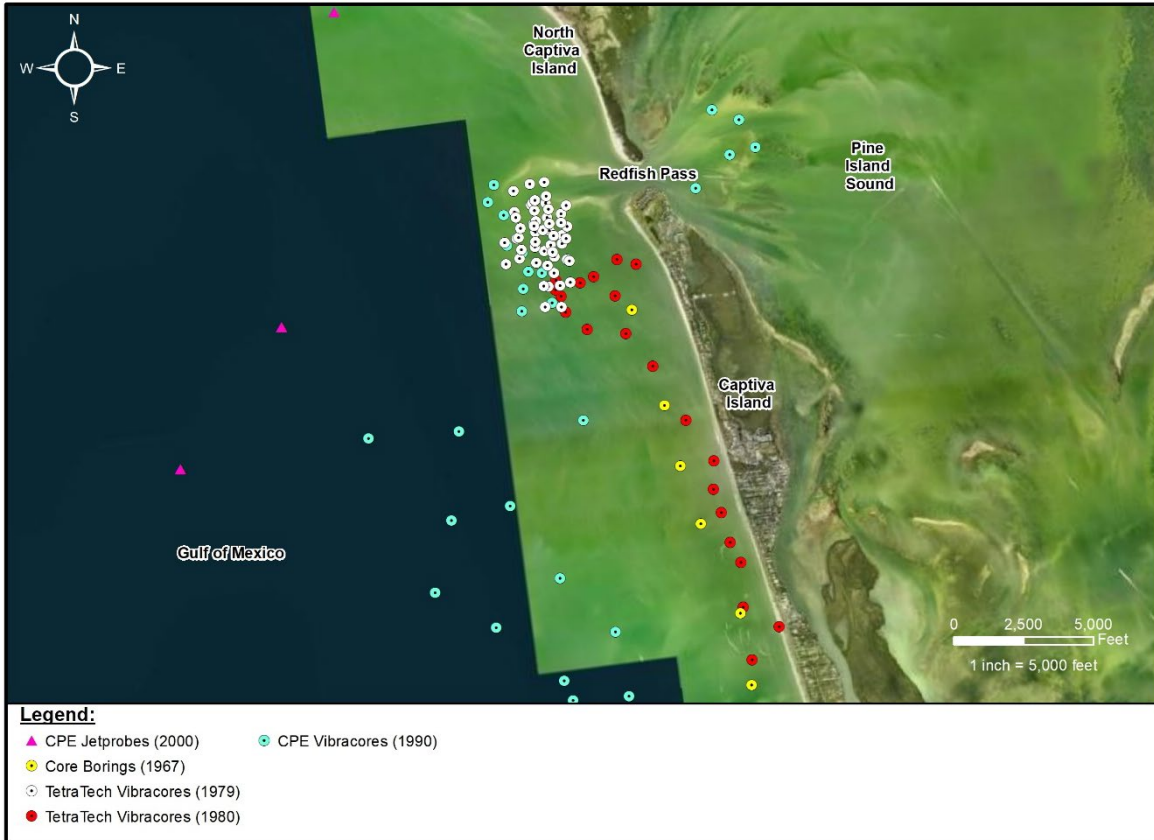 N
W
E
S
North
Captiva
Island
Redfish Pass
Pine
Island
Sound
Captiva
Island
Gulf of Mexico
0 2,500 5,000
Feet
1 inch = 5,000 feet
Legend:
CPE Jetprobes (2000)
CPE Vibracores (1990)
Core Borings (1967)
TetraTech Vibracores (1979)
TetraTech Vibracores (1980)